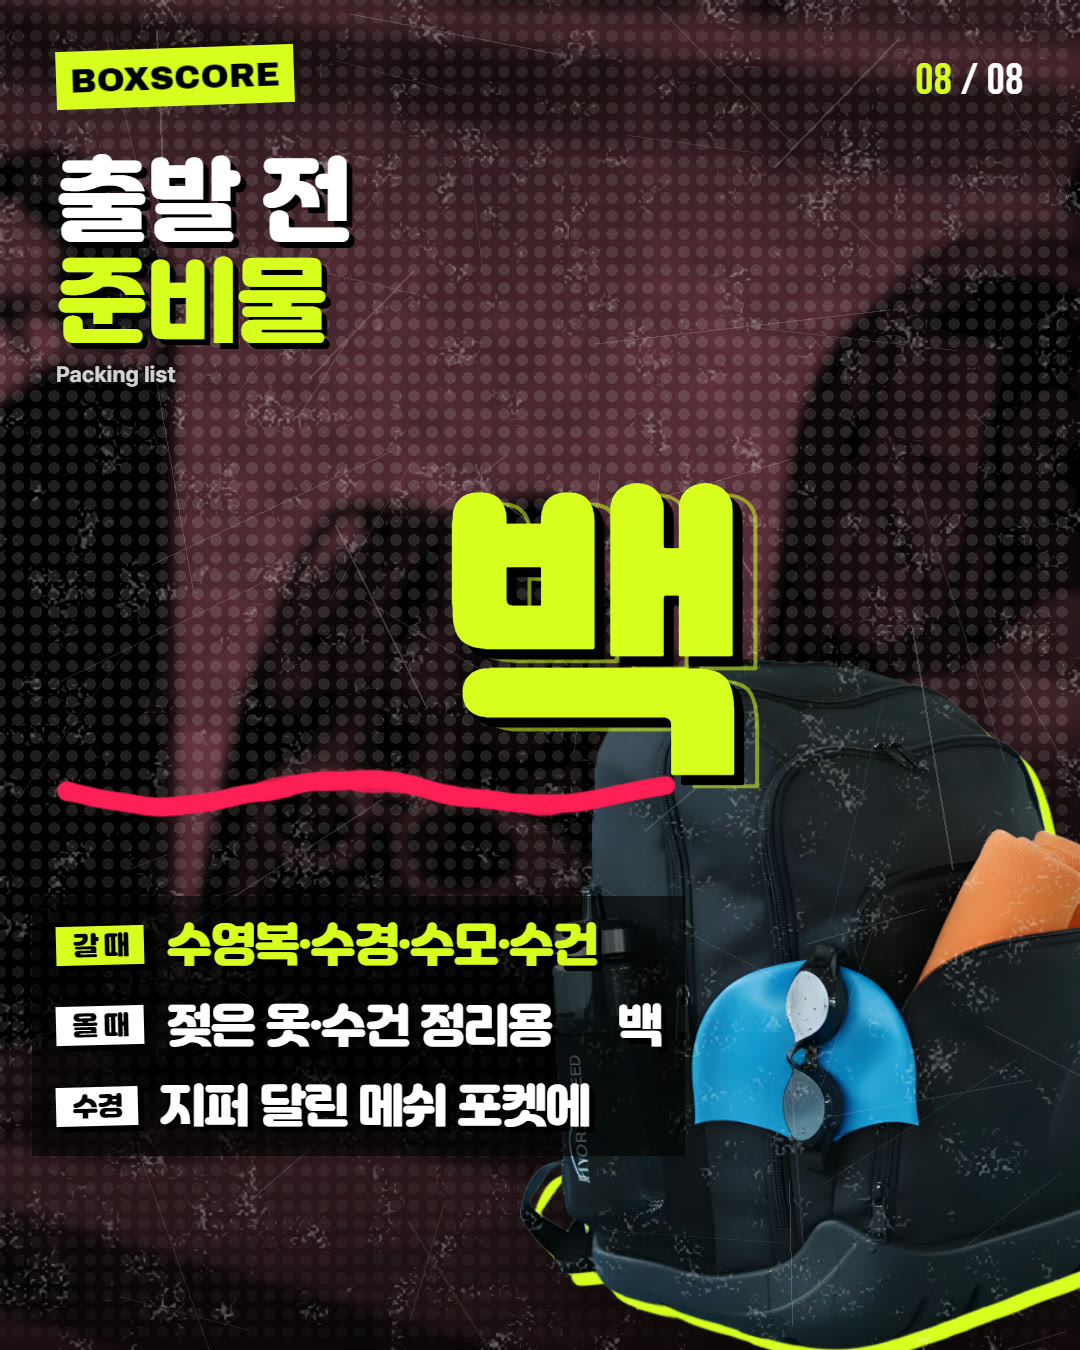 BOXSCORE
08 / 08
출발 전
준비물
Packing list
백
갈 때 수영복·수경·수모·수건
올 때 젖은 옷·수건 정리용 백
수경 지퍼 달린 메쉬 포켓에